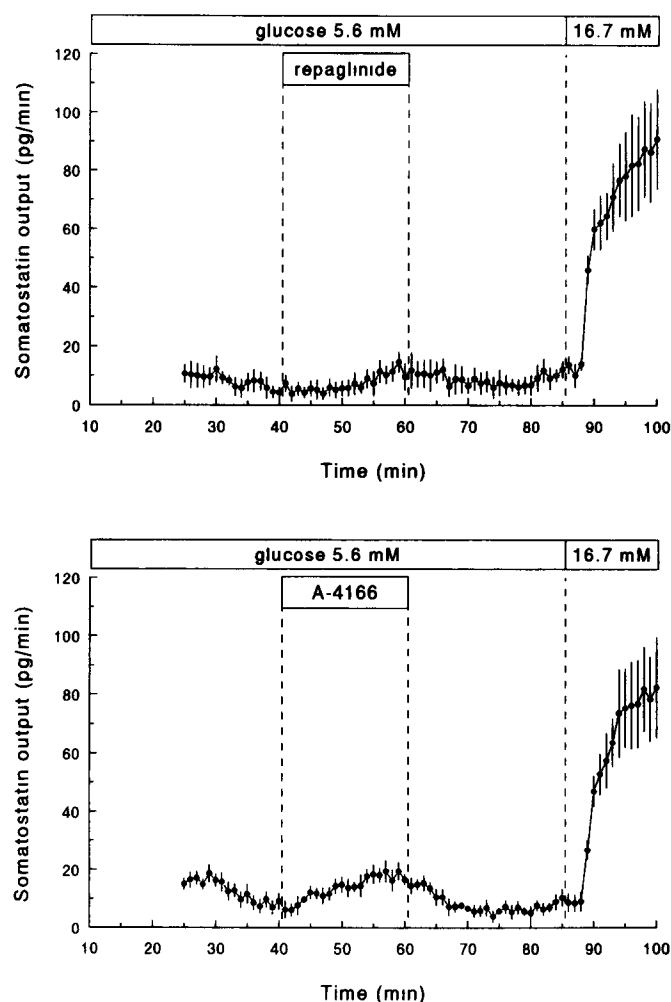 glucose 5.6 mM 16.7 mM
repaglinide
120
100
80
60
40
20
0
Somatostatin output (pg/min)
10 20 30 40 50 60 70 80 90 100
Time (min)
glucose 5.6 mM 16.7 mM
A-4166
120
100
80
60
40
20
0
Somatostatin output (pg/min)
10 20 30 40 50 60 70 80 90 100
Time (min)